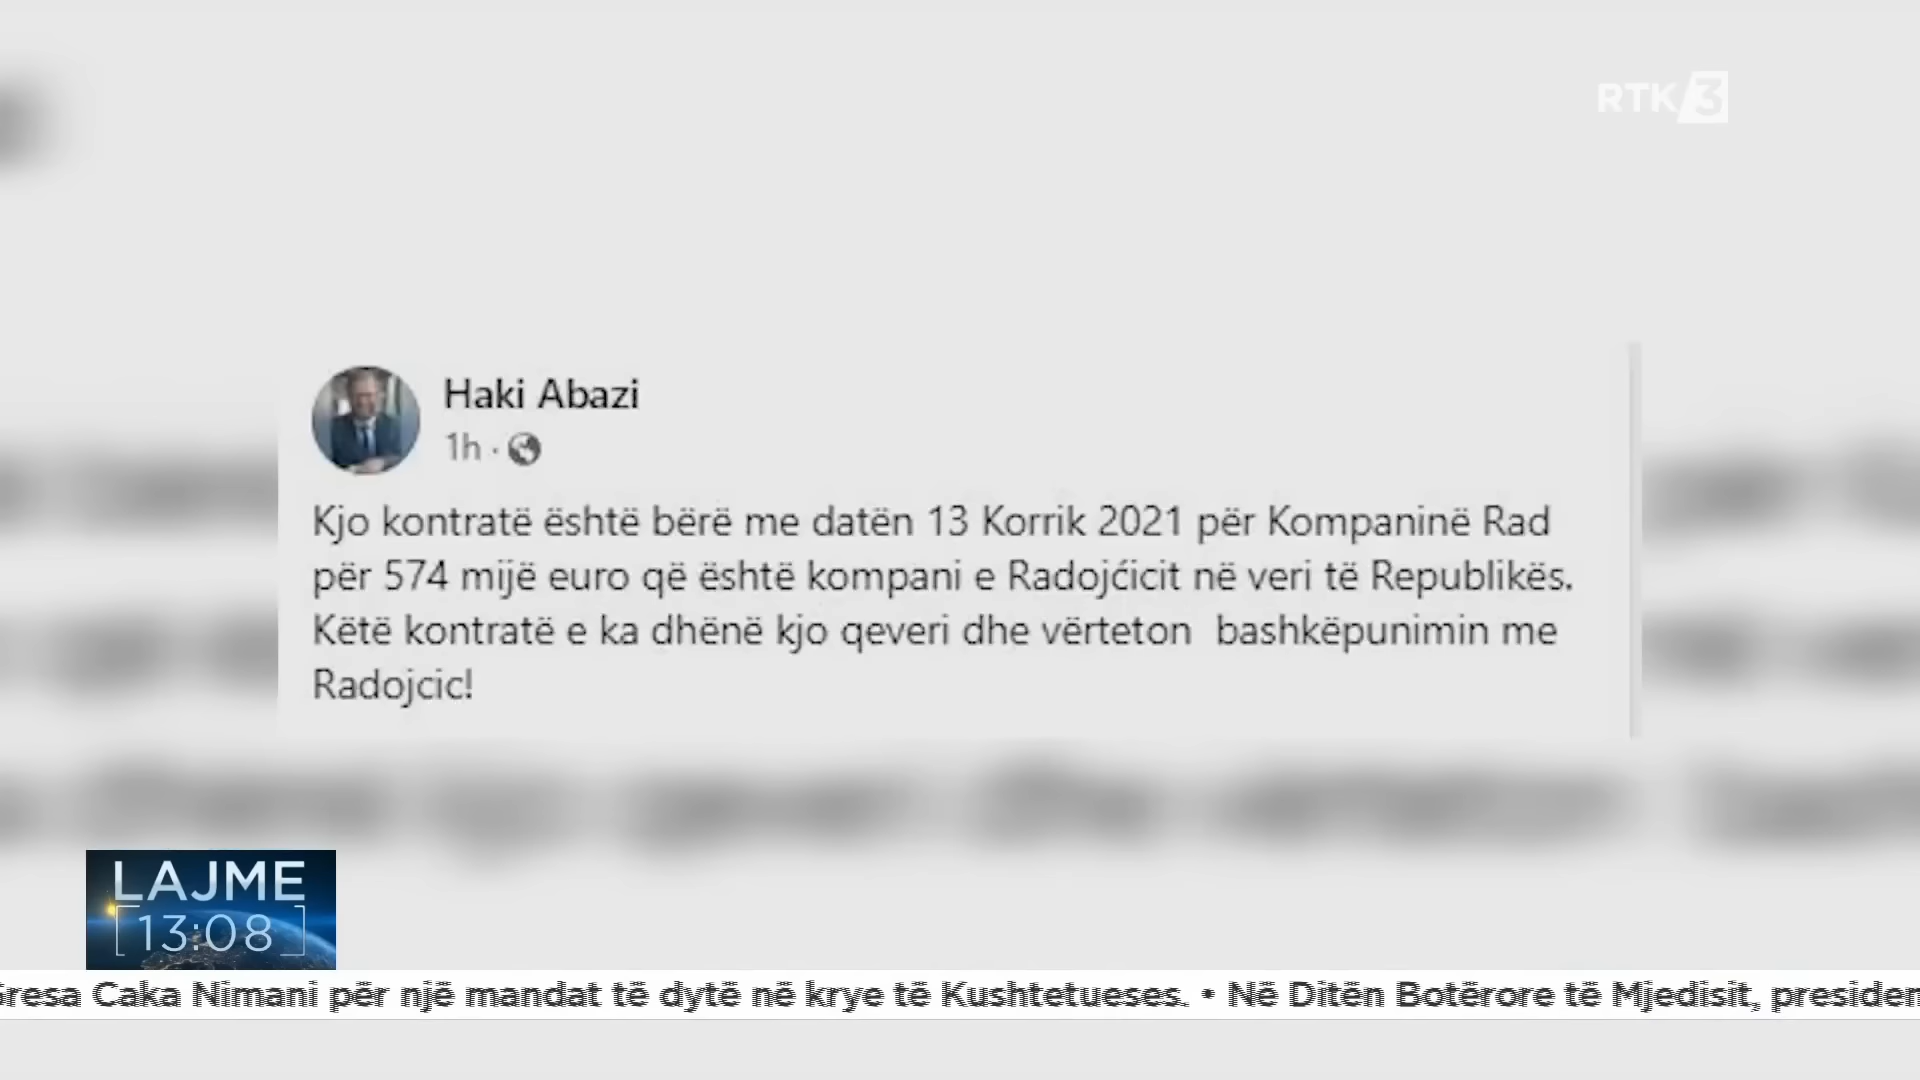 RTK 3
Haki Abazi
1h ·
Kjo kontratë është bërë me datën 13 Korrik 2021 për Kompaninë Rad
për 574 mijë euro që është kompani e Radojćicit në veri të Republikës.
Këtë kontratë e ka dhënë kjo qeveri dhe vërteton bashkëpunimin me
Radojcic!
LAJME
13:08
Caka Nimani për një mandat të dytë në krye të Kushtetueses. • Në Ditën Botërore të Mjedisit,